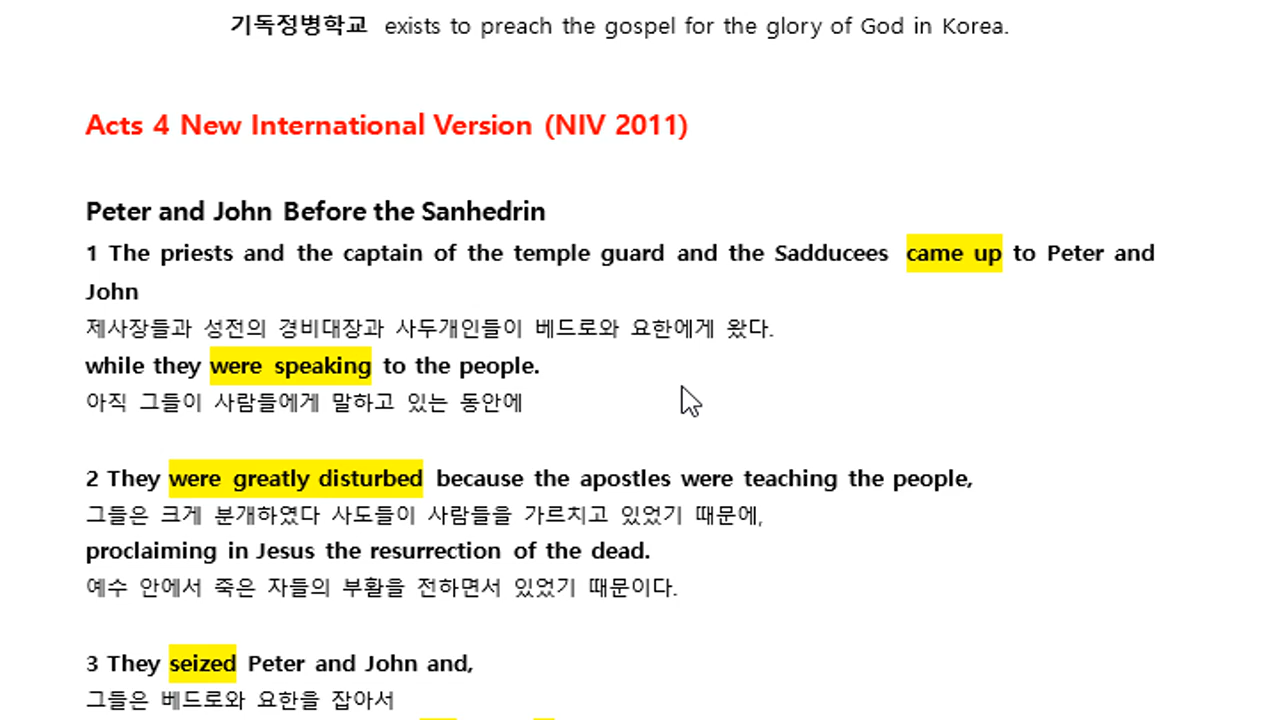 기독정병학교 exists to preach the gospel for the glory of God in Korea.
Acts 4 New International Version (NIV 2011)
Peter and John Before the Sanhedrin
1 The priests and the captain of the temple guard and the Sadducees came up to Peter and
John
제사장들과 성전의 경비대장과 사두개인들이 베드로와 요한에게 왔다.
while they were speaking to the people.
아직 그들이 사람들에게 말하고 있는 동안에
2 They were greatly disturbed because the apostles were teaching the people,
그들은 크게 분개하였다 사도들이 사람들을 가르치고 있었기 때문에,
proclaiming in Jesus the resurrection of the dead.
예수 안에서 죽은 자들의 부활을 전하면서 있었기 때문이다.
3 They seized Peter and John and,
그들은 베드로와 요한을 잡아서